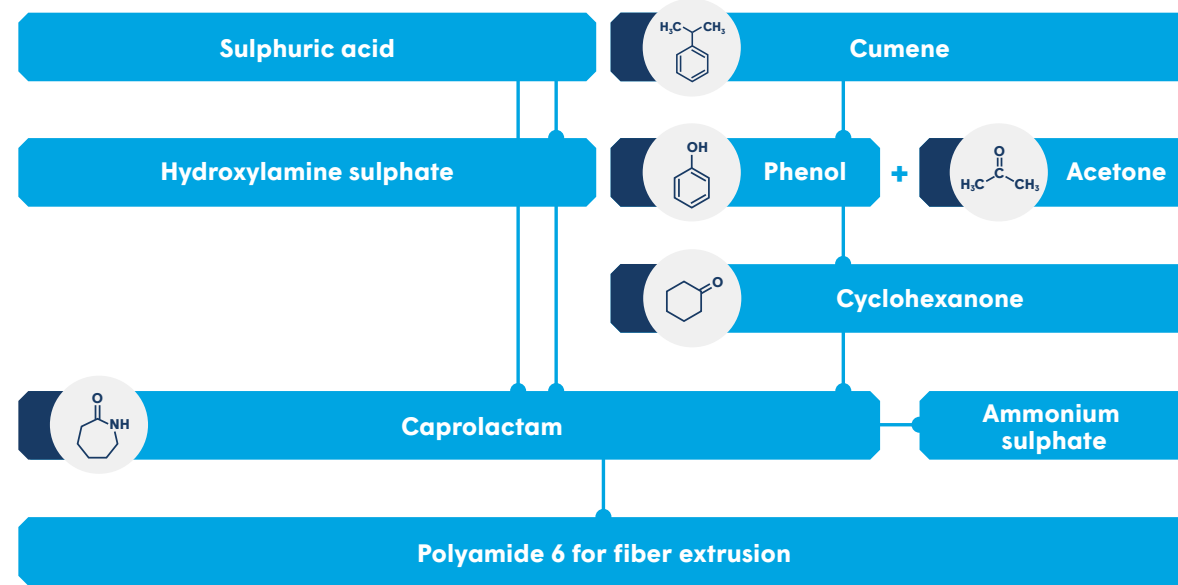 Sulphuric acid
H₃C CH₃
Cumene
Hydroxylamine sulphate
OH
Phenol
+
O
H₃C C CH₃
Acetone
O
Cyclohexanone
O
NH
Caprolactam
Ammonium
sulphate
Polyamide 6 for fiber extrusion